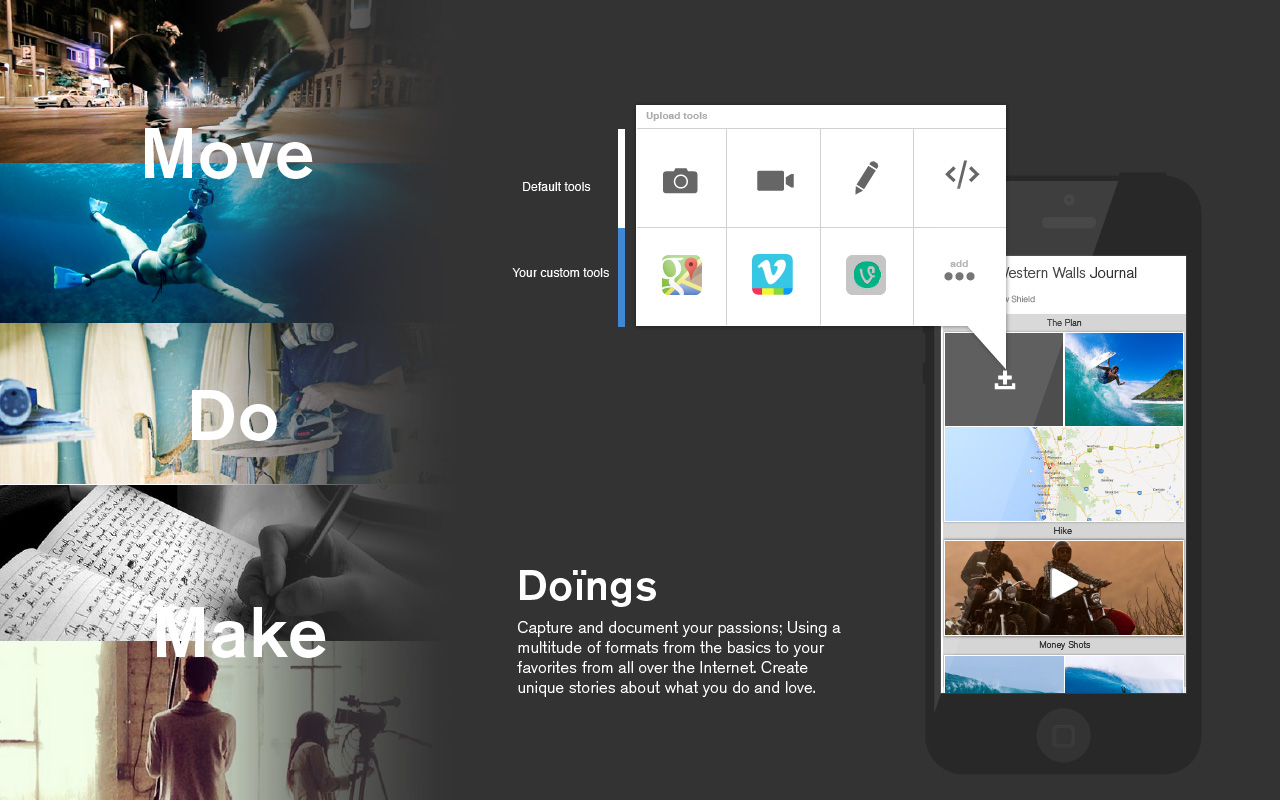 Move
Do
Make
Upload tools
Default tools
Your custom tools
</>
add
Western Walls Journal
Shield
The Plan
Hike
Money Shots
Doïngs
Capture and document your passions; Using a
multitude of formats from the basics to your
favorites from all over the Internet. Create
unique stories about what you do and love.